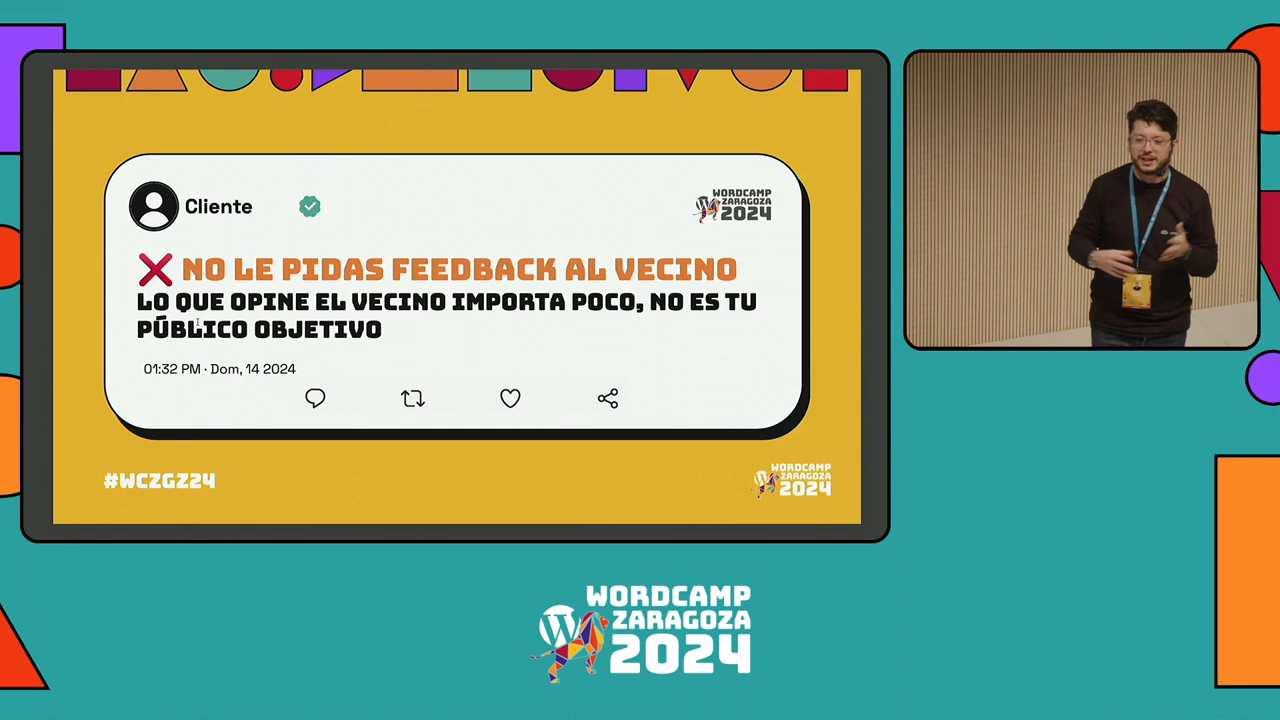 Cliente
WORDCAMP
ZARAGOZA
2024
❌ NO LE PIDAS FEEDBACK AL VECINO
LO QUE OPINE EL VECINO IMPORTA POCO, NO ES TU
PÚBLICO OBJETIVO
01:32 PM · Dom, 14 2024
#WCZGZ24
WORDCAMP
ZARAGOZA
2024
WORDCAMP
ZARAGOZA
2024